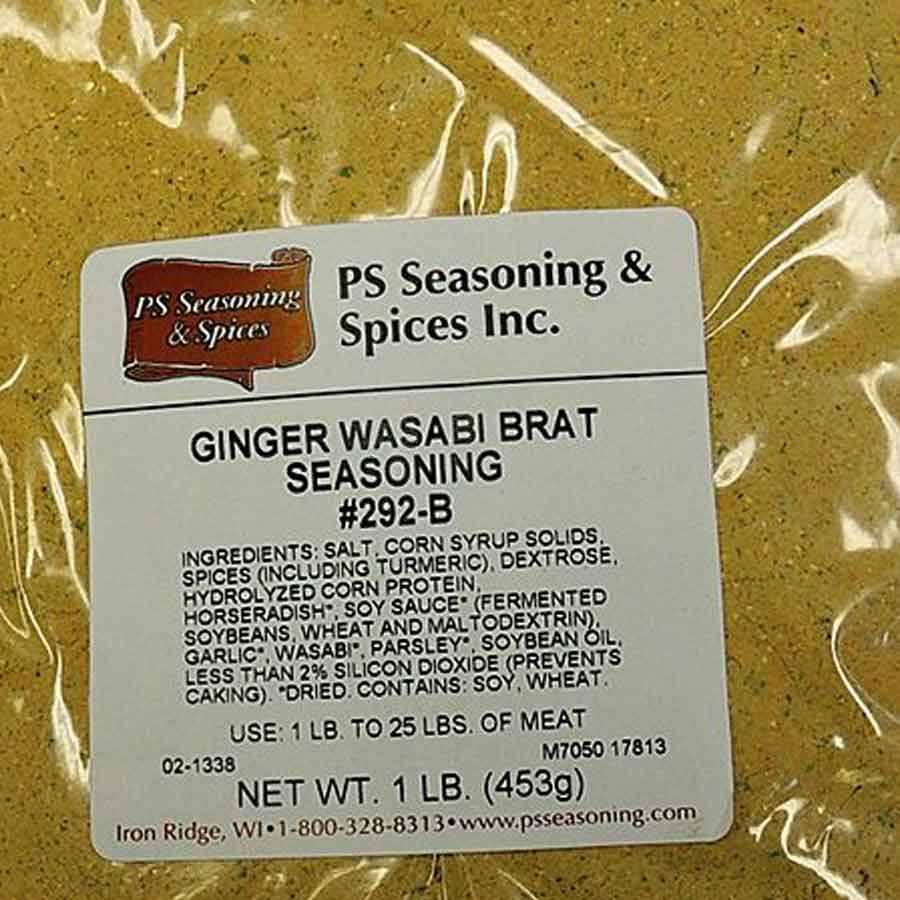 PS Seasoning
& Spices
PS Seasoning &
Spices Inc.
GINGER WASABI BRAT
SEASONING
#292-B
INGREDIENTS: SALT, CORN SYRUP SOLIDS,
SPICES (INCLUDING TURMERIC), DEXTROSE,
HYDROLYZED CORN PROTEIN,
HORSERADISH*, SOY SAUCE* (FERMENTED
SOYBEANS, WHEAT AND MALTODEXTRIN),
GARLIC*, WASABI*, PARSLEY*, SOYBEAN OIL,
LESS THAN 2% SILICON DIOXIDE (PREVENTS
CAKING). *DRIED. CONTAINS: SOY, WHEAT.
USE: 1 LB. TO 25 LBS. OF MEAT
02-1338 M7050 17813
NET WT. 1 LB. (453g)
Iron Ridge, WI•1-800-328-8313•www.psseasoning.com